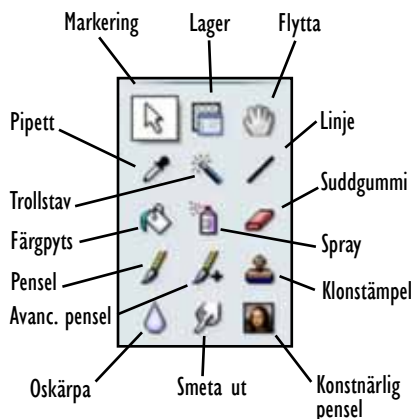 Markering
Lager
Flytta
Pipett
Linje
Trollstav
Suddgummi
Färgpyts
Spray
Pensel
Klonstämpel
Avanc. pensel
Oskärpa
Smeta ut
Konstnärlig
pensel